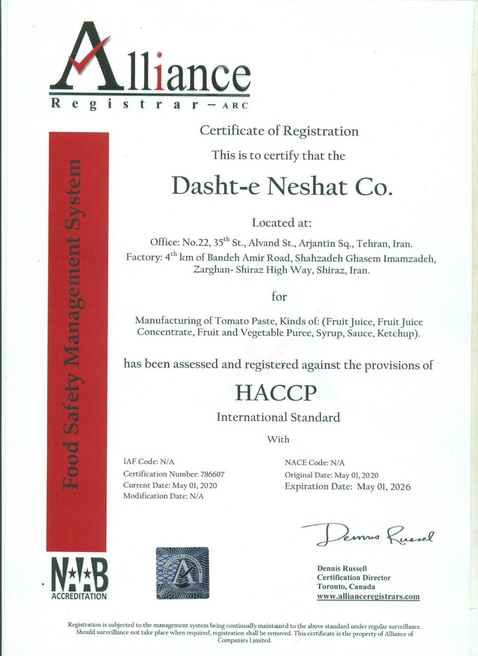 Alliance
Registrar – ARC
Food Safety Management System
Certificate of Registration
This is to certify that the
Dasht-e Neshat Co.
Located at:
Office: No.22, 35th St., Alvand St., Arjantin Sq., Tehran, Iran.
Factory: 4th km of Bandeh Amir Road, Shahzadeh Ghasem Imamzadeh,
Zarghan- Shiraz High Way, Shiraz, Iran.
for
Manufacturing of Tomato Paste, Kinds of: (Fruit Juice, Fruit Juice
Concentrate, Fruit and Vegetable Puree, Syrup, Sauce, Ketchup).
has been assessed and registered against the provisions of
HACCP
International Standard
With
IAF Code: N/A
Certification Number: 786607
Current Date: May 01, 2020
Modification Date: N/A
NACE Code: N/A
Original Date: May 01, 2020
Expiration Date: May 01, 2026
Dennis Russel
Dennis Russell
Certification Director
Toronto, Canada
www.allianceregistrars.com
NAB
ACCREDITATION
A
Registration is subjected to the management system being continually maintained to the above standard under regular surveillance.
Should surveillance not take place when required, registration shall be removed. This certificate is the property of Alliance of
Companies Limited.